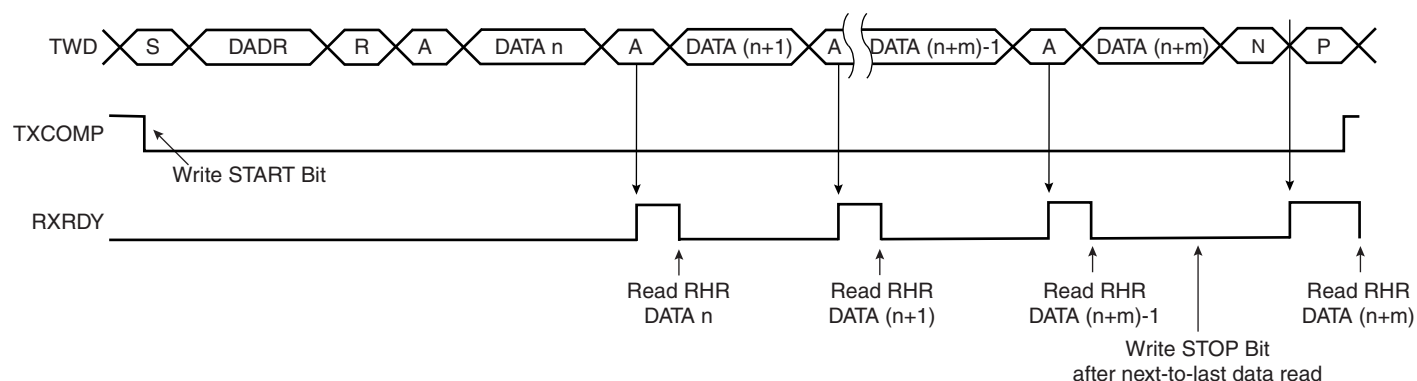 TWD S DADR R A DATA n A DATA (n+1) A DATA (n+m)-1 A DATA (n+m) N P
TXCOMP
Write START Bit
RXRDY
Read RHR
DATA n
Read RHR
DATA (n+1)
Read RHR
DATA (n+m)-1
Read RHR
DATA (n+m)
Write STOP Bit
after next-to-last data read